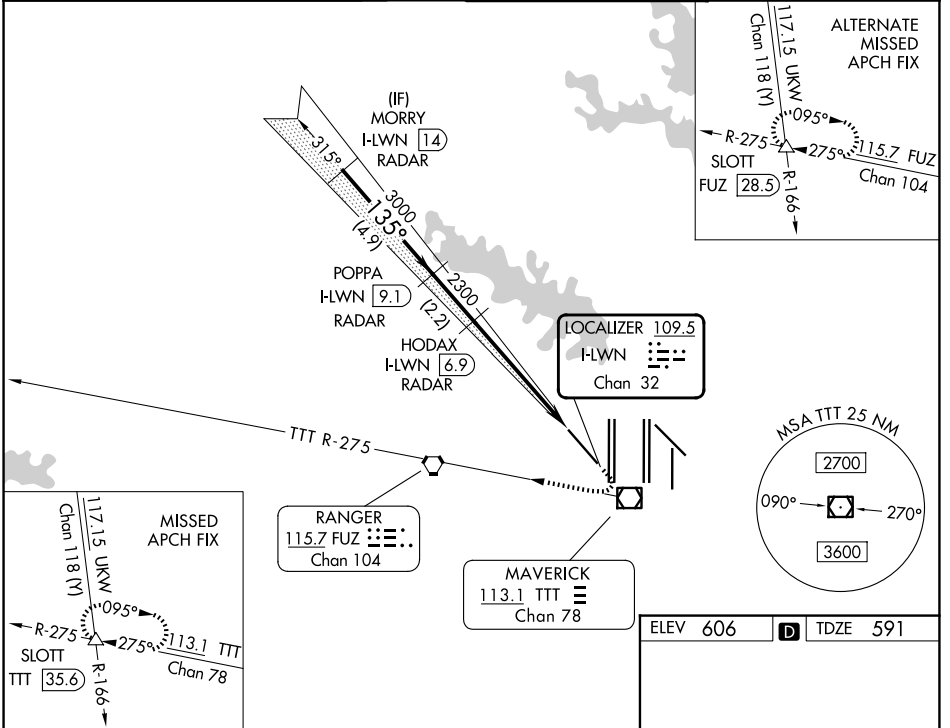 ALTERNATE
MISSED
APCH FIX
117.15 UKW
Chan 118 (Y)
095°
R-275
275°
115.7 FUZ
Chan 104
SLOTT
FUZ 28.5
R-166
(IF)
MORRY
I-LWN 14
RADAR
315°
3000
135°
(4.9)
POPPA
I-LWN 9.1
RADAR
2300
(2.2)
HODAX
I-LWN 6.9
RADAR
LOCALIZER 109.5
I-LWN
Chan 32
TTT R-275
RANGER
115.7 FUZ
Chan 104
MAVERICK
113.1 TTT
Chan 78
MSA TTT 25 NM
2700
090°
270°
3600
MISSED
APCH FIX
117.15 UKW
Chan 118 (Y)
095°
R-275
275°
113.1 TTT
Chan 78
SLOTT
TTT 35.6
R-166
ELEV 606 D TDZE 591